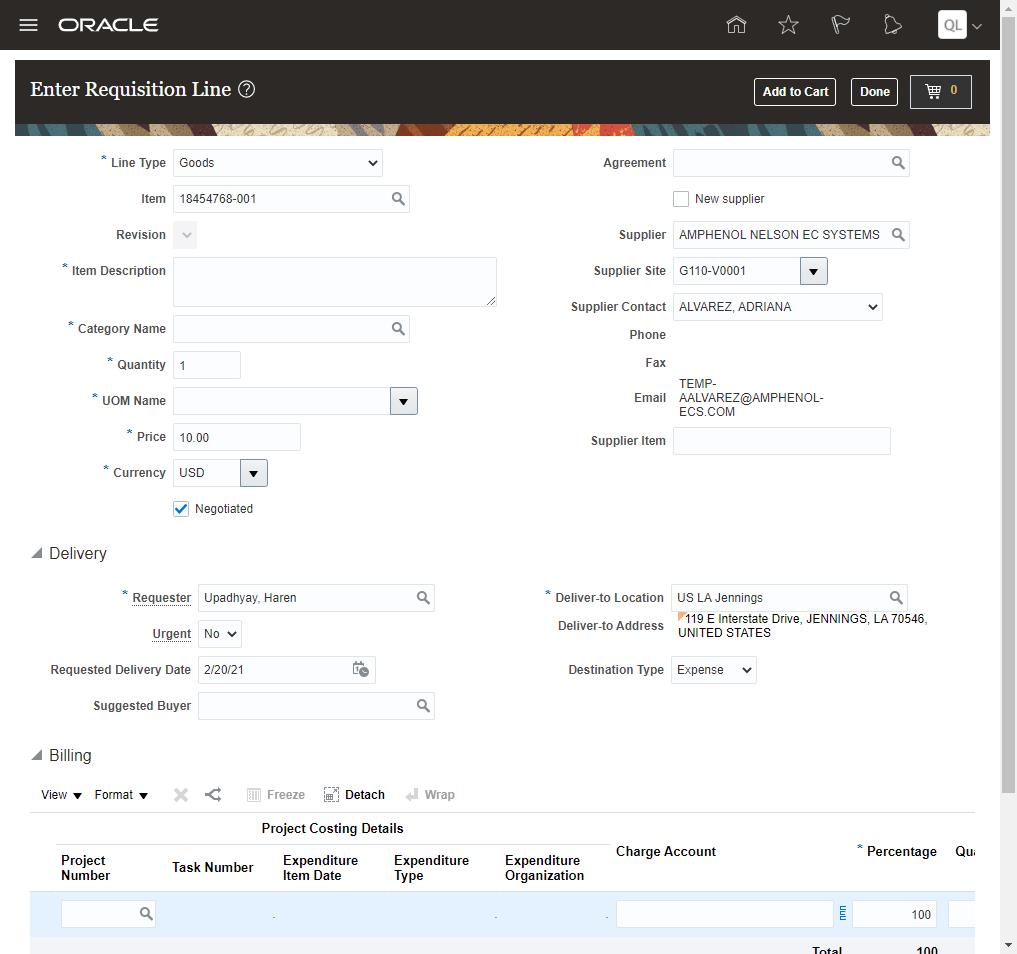 ORACLE
QL
Enter Requisition Line
Add to Cart
Done
0
* Line Type Goods
Item 18454768-001
Revision
* Item Description
* Category Name
* Quantity 1
* UOM Name
* Price 10.00
* Currency USD
Negotiated
Agreement
New supplier
Supplier AMPHENOL NELSON EC SYSTEMS
Supplier Site G110-V0001
Supplier Contact ALVAREZ, ADRIANA
Phone
Fax
Email TEMP-
AALVAREZ@AMPHENOL-
ECS.COM
Supplier Item
Delivery
* Requester Upadhyay, Haren
Urgent No
Requested Delivery Date 2/20/21
Suggested Buyer
* Deliver-to Location US LA Jennings
Deliver-to Address 119 E Interstate Drive, JENNINGS, LA 70546,
UNITED STATES
Destination Type Expense
Billing
View Format Freeze Detach Wrap
Project Costing Details
Project
Number
Task Number
Expenditure
Item Date
Expenditure
Type
Expenditure
Organization
Charge Account
* Percentage
Qua
100
Total 100